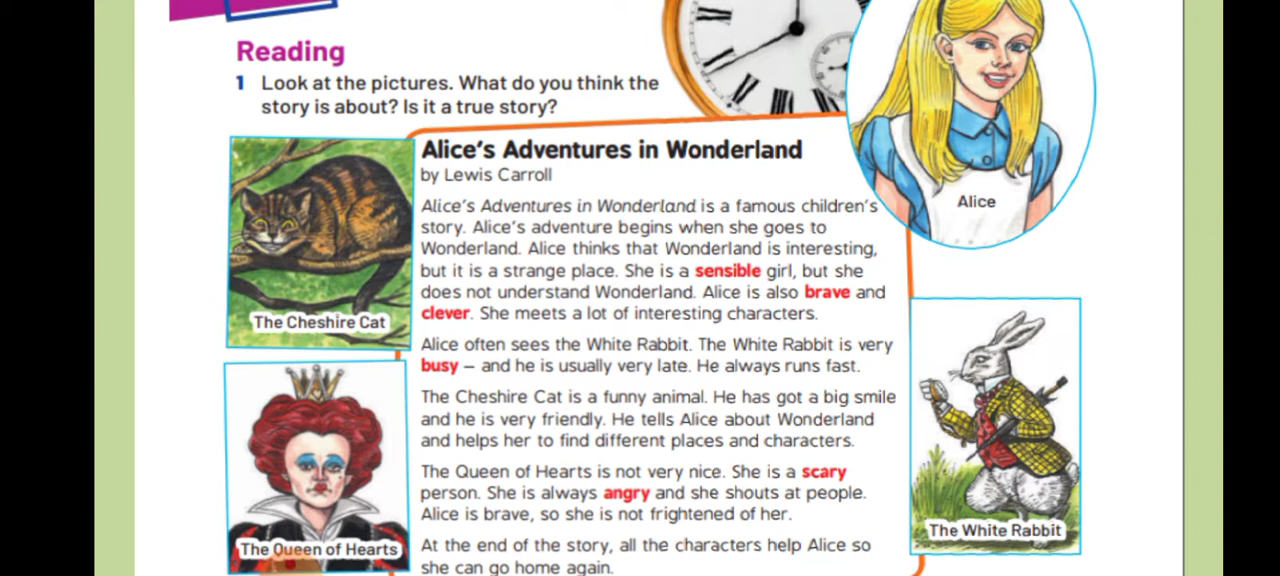 Reading
1 Look at the pictures. What do you think the
story is about? Is it a true story?
Alice's Adventures in Wonderland
by Lewis Carroll
Alice's Adventures in Wonderland is a famous children's
story. Alice's adventure begins when she goes to
Wonderland. Alice thinks that Wonderland is interesting,
but it is a strange place. She is a sensible girl, but she
does not understand Wonderland. Alice is also brave and
clever. She meets a lot of interesting characters.
Alice often sees the White Rabbit. The White Rabbit is very
busy – and he is usually very late. He always runs fast.
The Cheshire Cat is a funny animal. He has got a big smile
and he is very friendly. He tells Alice about Wonderland
and helps her to find different places and characters.
The Queen of Hearts is not very nice. She is a scary
person. She is always angry and she shouts at people.
Alice is brave, so she is not frightened of her.
At the end of the story, all the characters help Alice so
she can go home again.
The Cheshire Cat
The Queen of Hearts
Alice
The White Rabbit